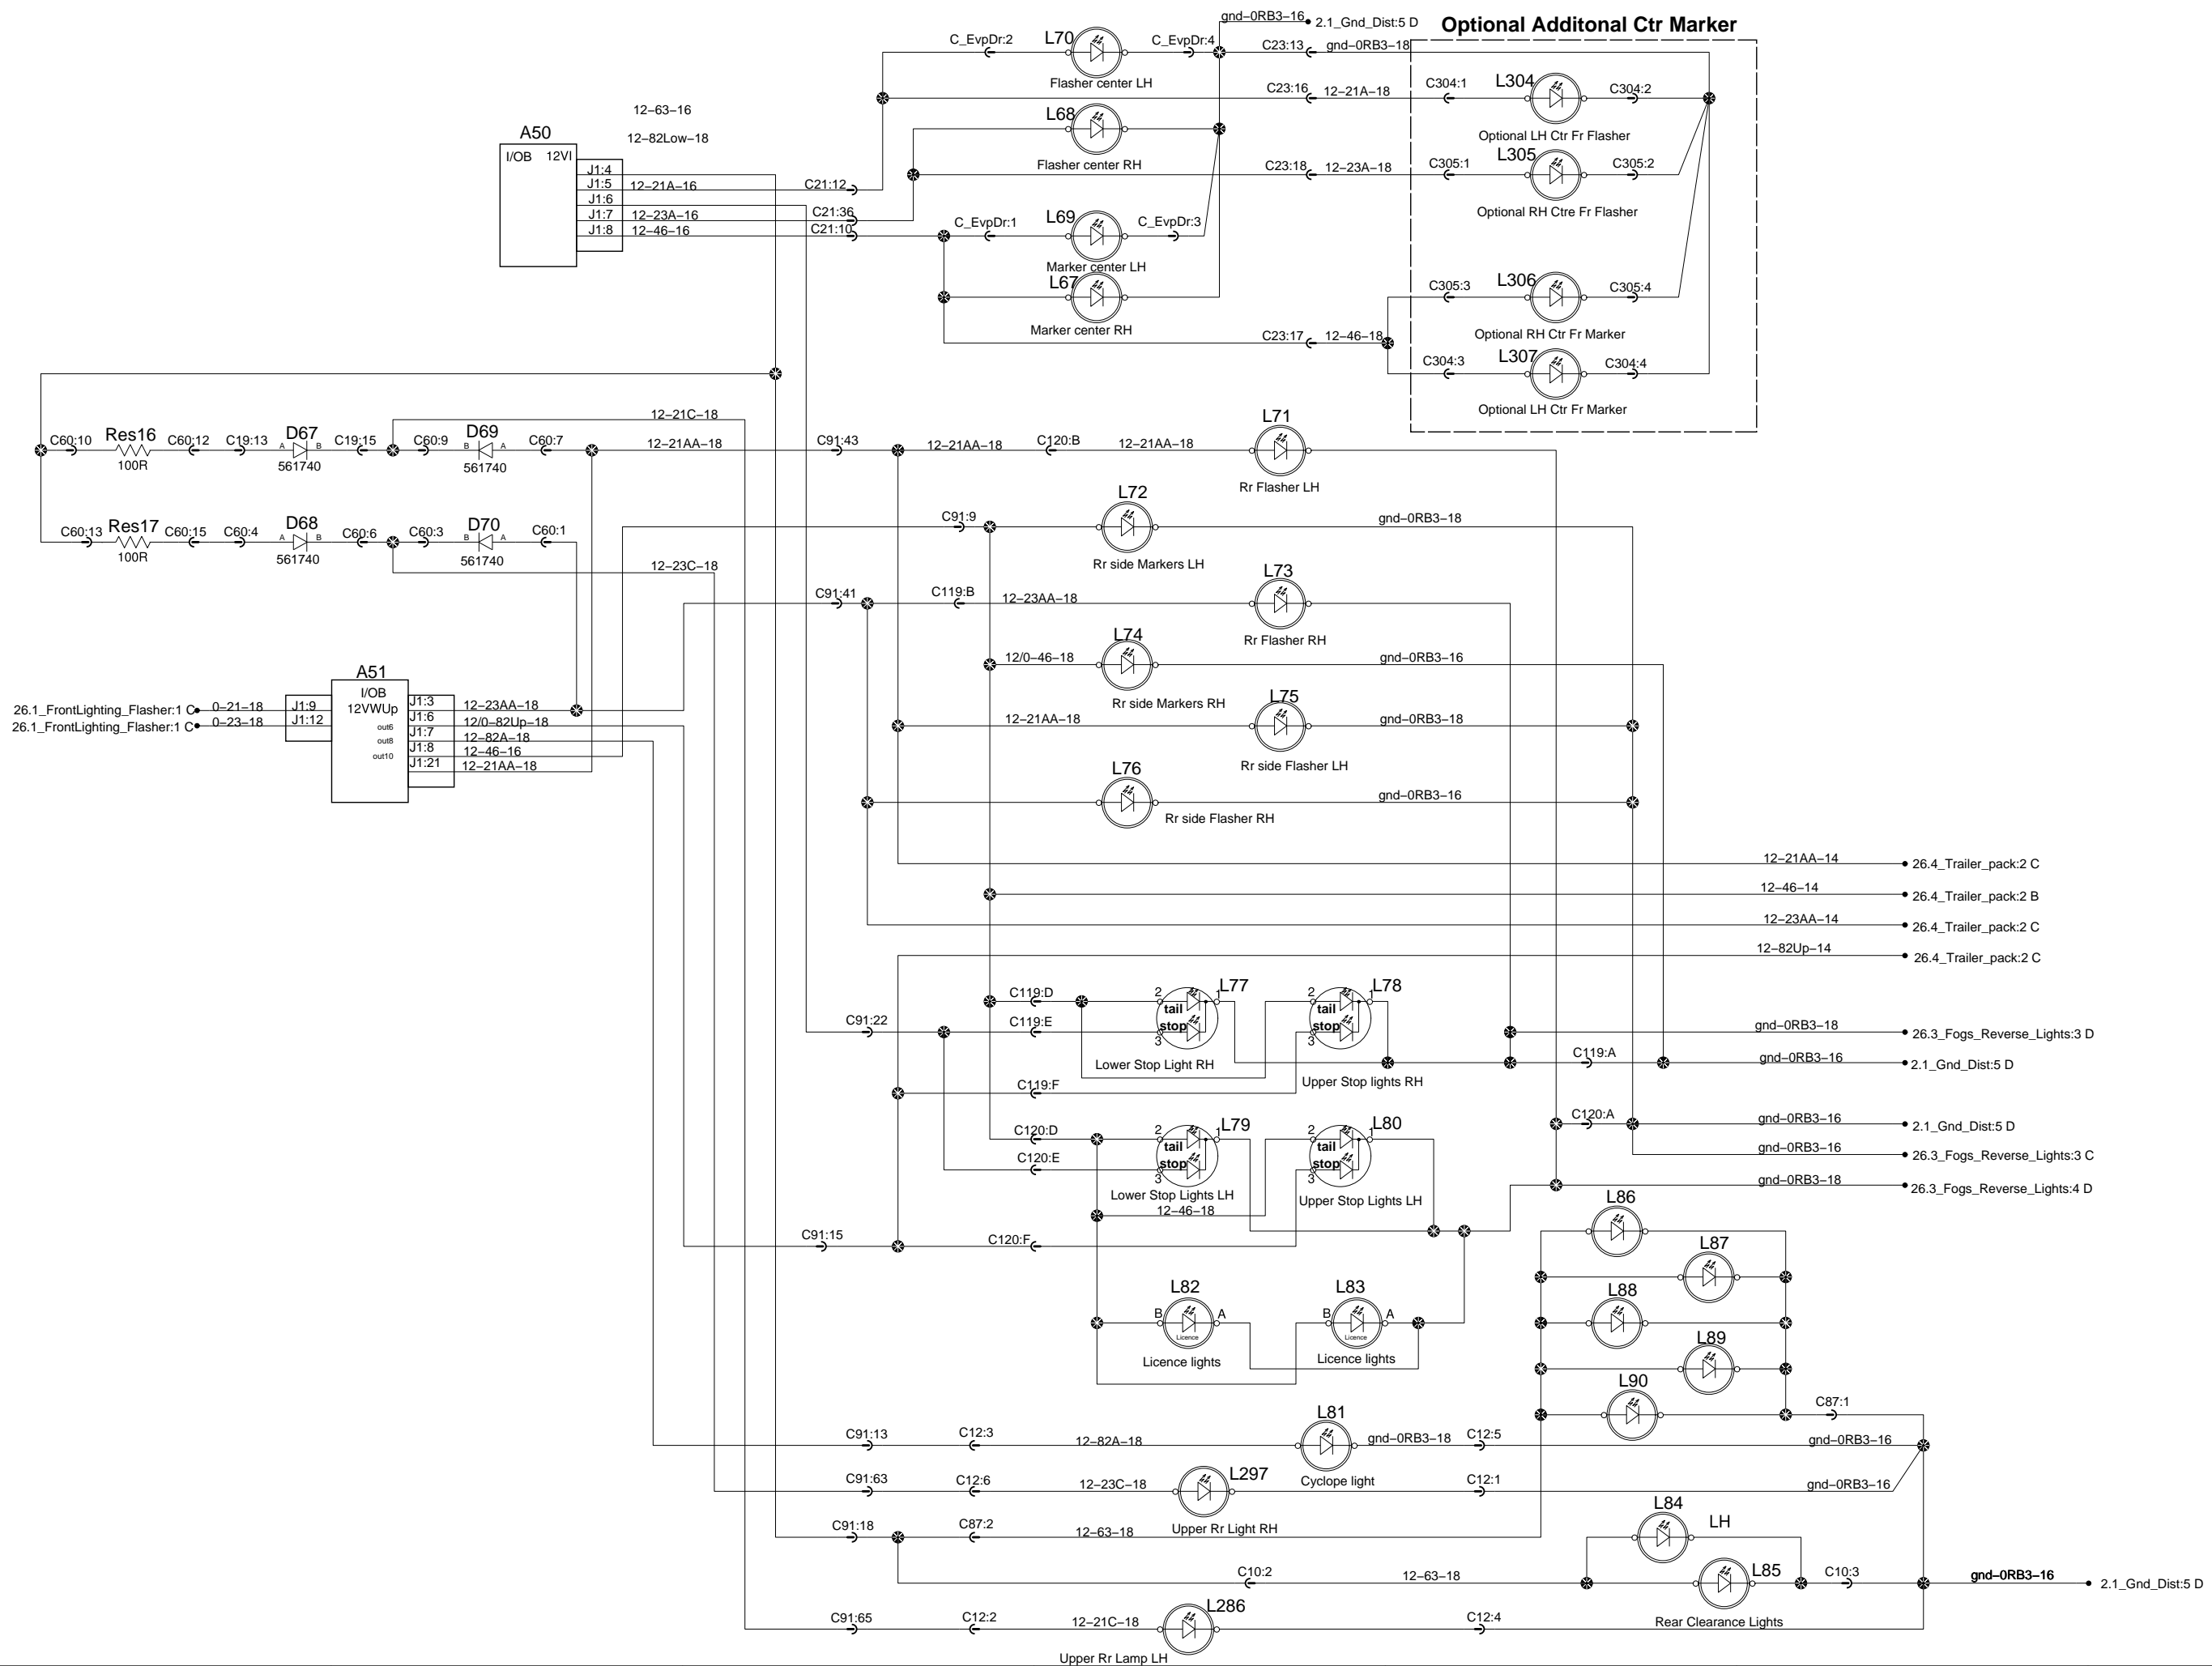 gnd-0RB3-16
2.1_Gnd_Dist:5 D
Optional Additonal Ctr Marker
C_EvpDr:2
L70
C_EvpDr:4
C23:13
gnd-0RB3-18
Flasher center LH
C23:16
12-21A-18
C304:1
L304
C304:2
Optional LH Ctr Fr Flasher
12-63-16
12-82Low-18
L68
Flasher center RH
C23:18
12-23A-18
C305:1
L305
C305:2
Optional RH Ctre Fr Flasher
A50
I/OB
12VI
J1:4
J1:5
12-21A-16
C21:12
J1:6
J1:7
12-23A-16
C21:36
J1:8
12-46-16
C21:10
C_EvpDr:1
L69
C_EvpDr:3
Marker center LH
L67
Marker center RH
C305:3
L306
C305:4
Optional RH Ctr Fr Marker
C23:17
12-46-18
C304:3
L307
C304:4
Optional LH Ctr Fr Marker
12-21C-18
C60:10
Res16
100R
C60:12
C19:13
D67
A
B
561740
C19:15
C60:9
D69
B
A
561740
C60:7
12-21AA-18
C91:43
12-21AA-18
C120:B
12-21AA-18
L71
Rr Flasher LH
C60:13
Res17
100R
C60:15
C60:4
D68
A
B
561740
C60:6
C60:3
D70
B
A
561740
C60:1
12-23C-18
C91:9
L72
gnd-0RB3-18
Rr side Markers LH
C91:41
C119:B
12-23AA-18
L73
Rr Flasher RH
12/0-46-18
L74
gnd-0RB3-16
Rr side Markers RH
12-21AA-18
L75
gnd-0RB3-18
Rr side Flasher LH
L76
gnd-0RB3-16
Rr side Flasher RH
A51
I/OB
12VWUp
26.1_FrontLighting_Flasher:1 C
0-21-18
J1:9
26.1_FrontLighting_Flasher:1 C
0-23-18
J1:12
J1:3
12-23AA-18
J1:6
12/0-82Up-18
out6
J1:7
12-82A-18
out8
J1:8
12-46-16
out10
J1:21
12-21AA-18
12-21AA-14
26.4_Trailer_pack:2 C
12-46-14
26.4_Trailer_pack:2 B
12-23AA-14
26.4_Trailer_pack:2 C
12-82Up-14
26.4_Trailer_pack:2 C
C119:D
2
tail
stop
3
1
L77
Lower Stop Light RH
2
tail
stop
3
1
L78
Upper Stop lights RH
C91:22
C119:E
C119:F
gnd-0RB3-18
26.3_Fogs_Reverse_Lights:3 D
C119:A
gnd-0RB3-16
2.1_Gnd_Dist:5 D
C120:D
C120:E
2
tail
stop
3
1
L79
Lower Stop Lights LH
12-46-18
2
tail
stop
3
1
L80
Upper Stop Lights LH
C120:A
gnd-0RB3-16
2.1_Gnd_Dist:5 D
gnd-0RB3-16
26.3_Fogs_Reverse_Lights:3 C
gnd-0RB3-18
26.3_Fogs_Reverse_Lights:4 D
C91:15
C120:F
L86
L87
L88
L89
L90
C87:1
L82
B
A
Licence
Licence lights
L83
B
A
Licence
Licence lights
C91:13
C12:3
12-82A-18
L81
gnd-0RB3-18
C12:5
gnd-0RB3-16
Cyclope light
C91:63
C12:6
12-23C-18
L297
C12:1
gnd-0RB3-16
Upper Rr Light RH
C91:18
C87:2
12-63-18
L84
LH
C10:2
12-63-18
L85
C10:3
gnd-0RB3-16
2.1_Gnd_Dist:5 D
Rear Clearance Lights
C91:65
C12:2
12-21C-18
L286
C12:4
Upper Rr Lamp LH